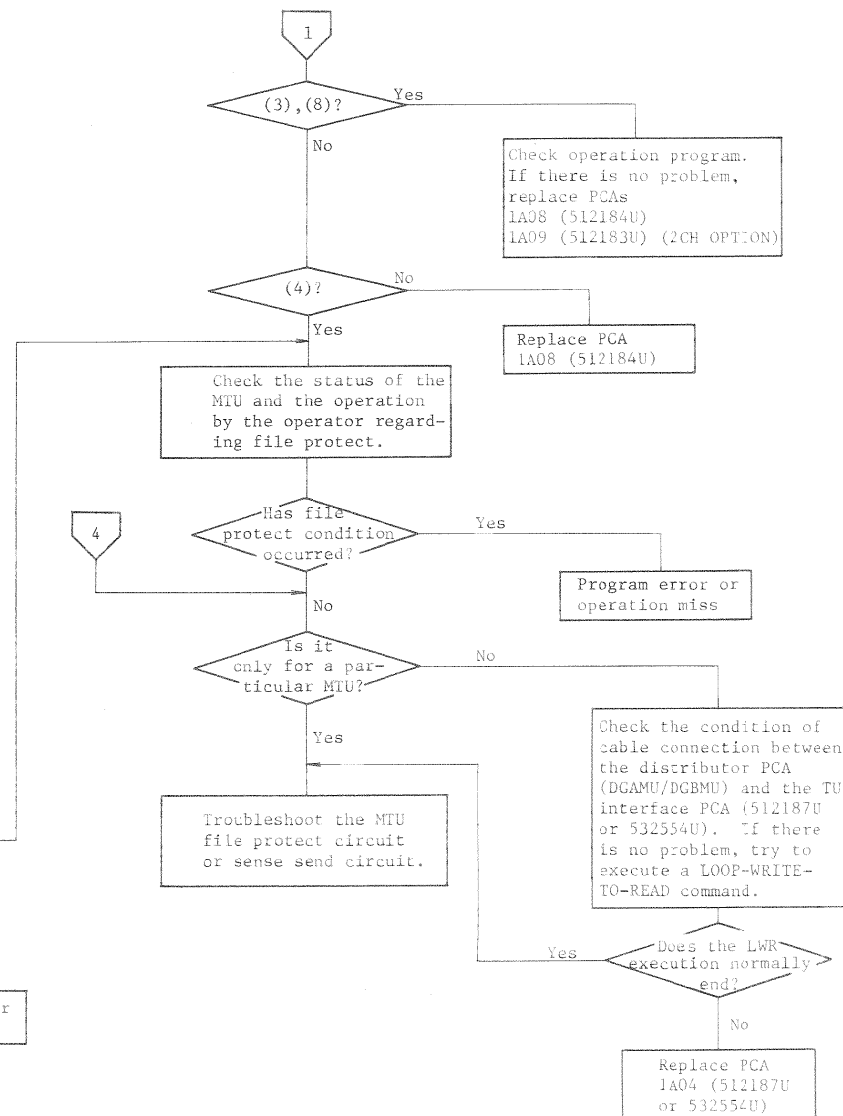 1
(3),(8)?
Yes
No
Check operation program.
If there is no problem,
replace PCAs
1A08 (512184U)
1A09 (512183U) (2CH OPTION)
(4)?
No
Yes
Replace PCA
1A08 (512184U)
Check the status of the
MTU and the operation
by the operator regard-
ing file protect.
4
Has file
protect condition
occurred?
Yes
No
Program error or
operation miss
Is it
only for a par-
ticular MTU?
No
Yes
Check the condition of
cable connection between
the distributor PCA
(DGAMU/DGBMU) and the TU
interface PCA (512187U
or 532554U). If there
is no problem, try to
execute a LOOP-WRITE-
TO-READ command.
Troubleshoot the MTU
file protect circuit
or sense send circuit.
Does the LWR
execution normally
end?
Yes
No
r
Replace PCA
1A04 (512187U
or 532554U)